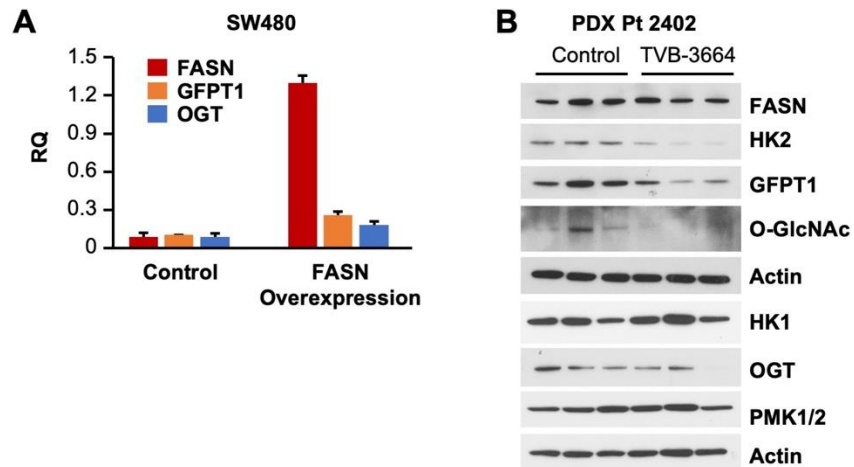 A
SW480
1.5
1.2
0.9
0.6
0.3
0
RQ
FASN
GFPT1
OGT
Control
FASN
Overexpression
B
PDX Pt 2402
Control TVB-3664
FASN
HK2
GFPT1
O-GlcNAc
Actin
HK1
OGT
PMK1/2
Actin